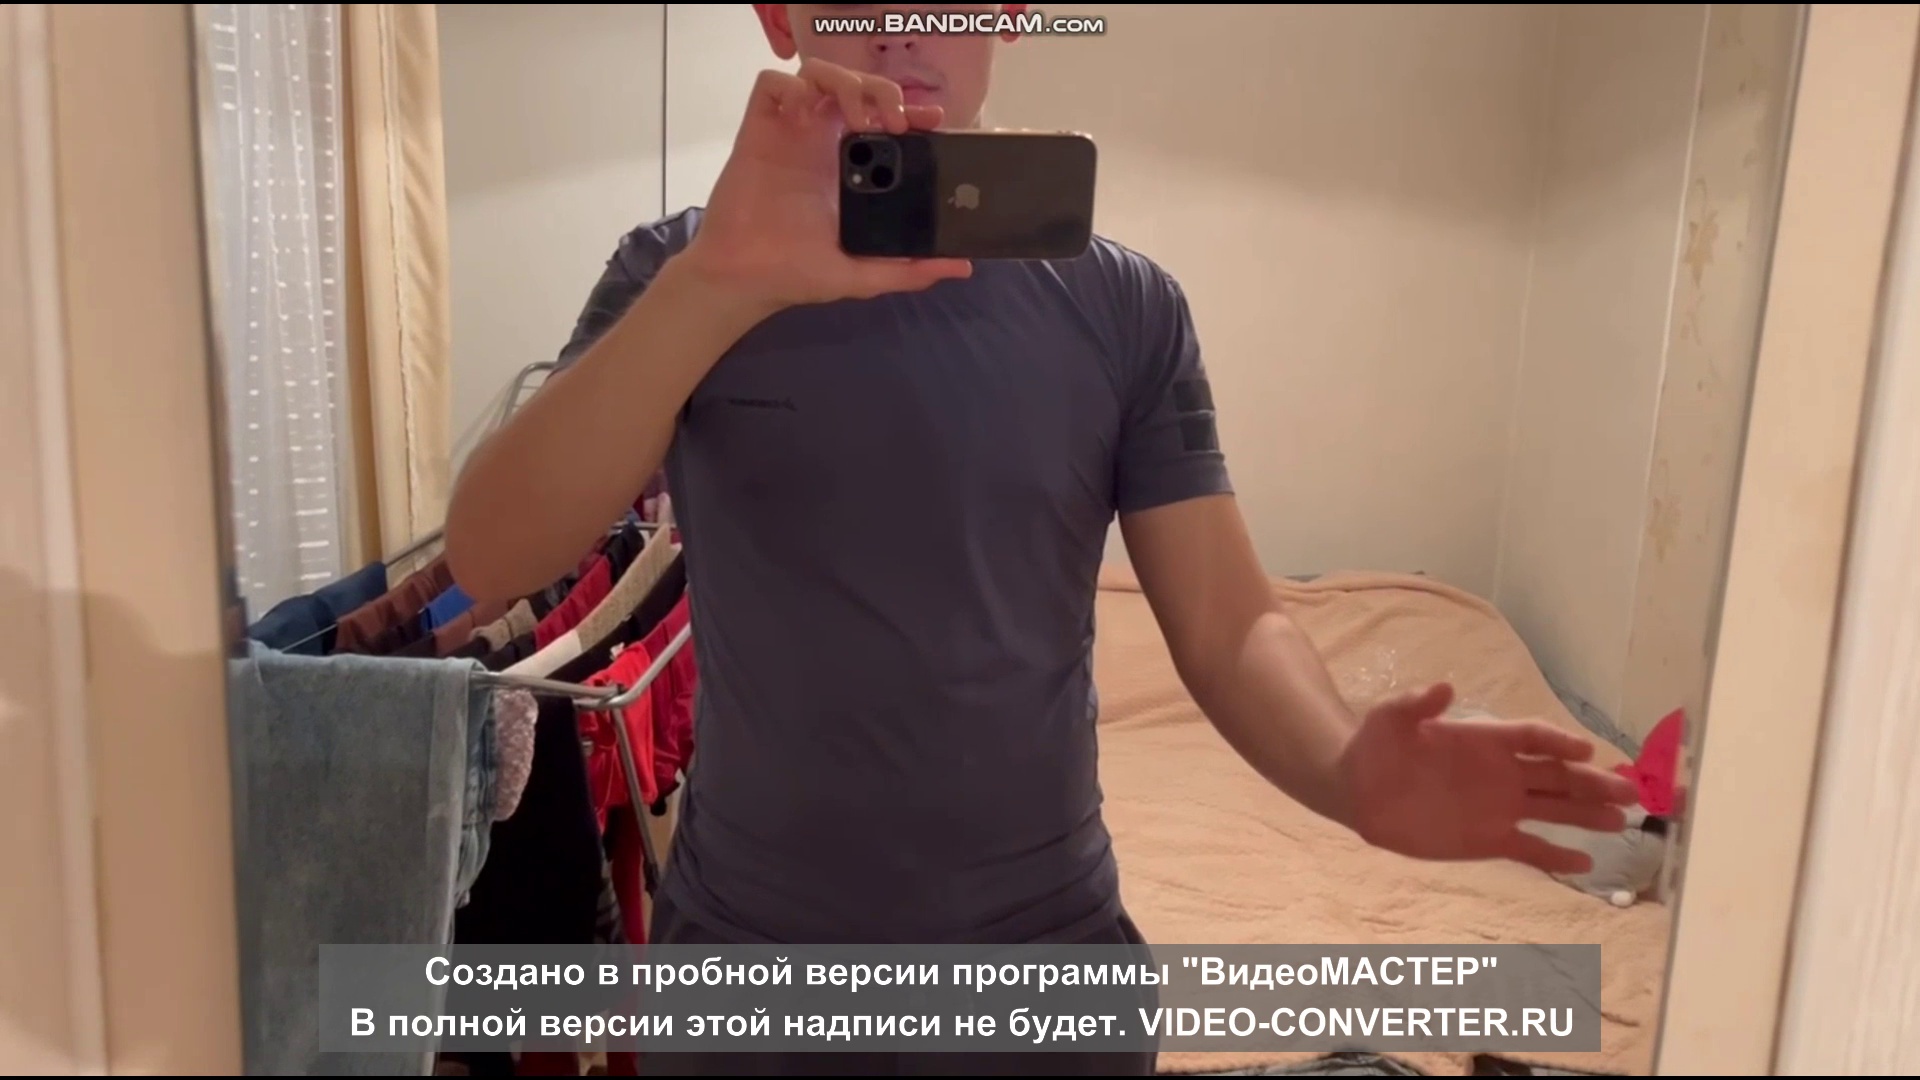 www.BANDICAM.com
Создано в пробной версии программы "ВидеоМАСТЕР"
В полной версии этой надписи не будет. VIDEO-CONVERTER.RU